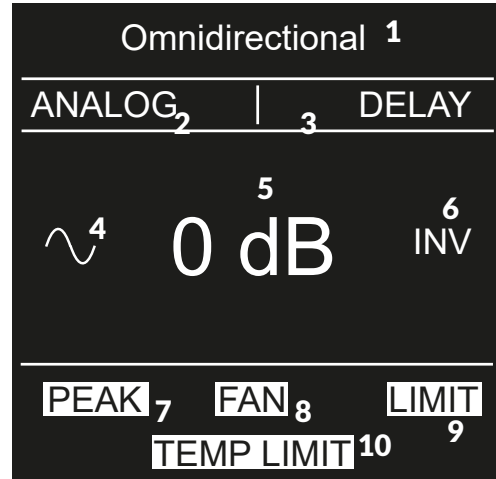 Omnidirectional 1
ANALOG 2 | 3 DELAY
5
4 0 dB 6
INV
PEAK 7 FAN 8 LIMIT
9
TEMP LIMIT 10